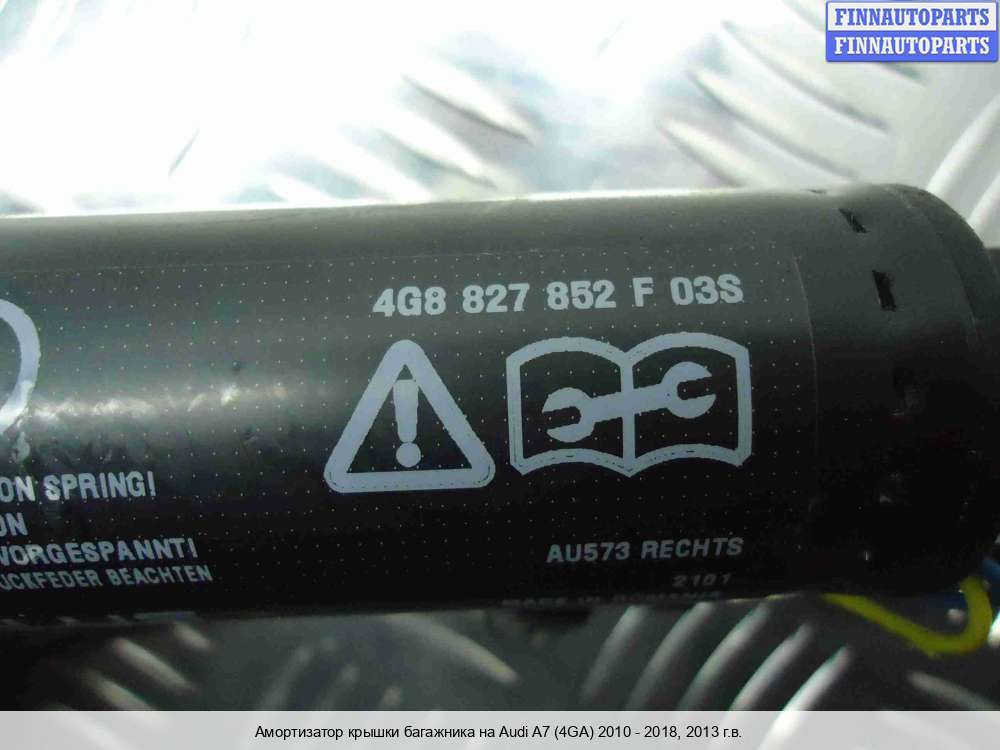 FINNAUTOPARTS
FINNAUTOPARTS
4G8 827 852 F 03S
ON SPRING!
VORGESPANNT!
UCKFEDER BEACHTEN
AU573 RECHTS
2101
Амортизатор крышки багажника на Audi A7 (4GA) 2010 - 2018, 2013 г.в.